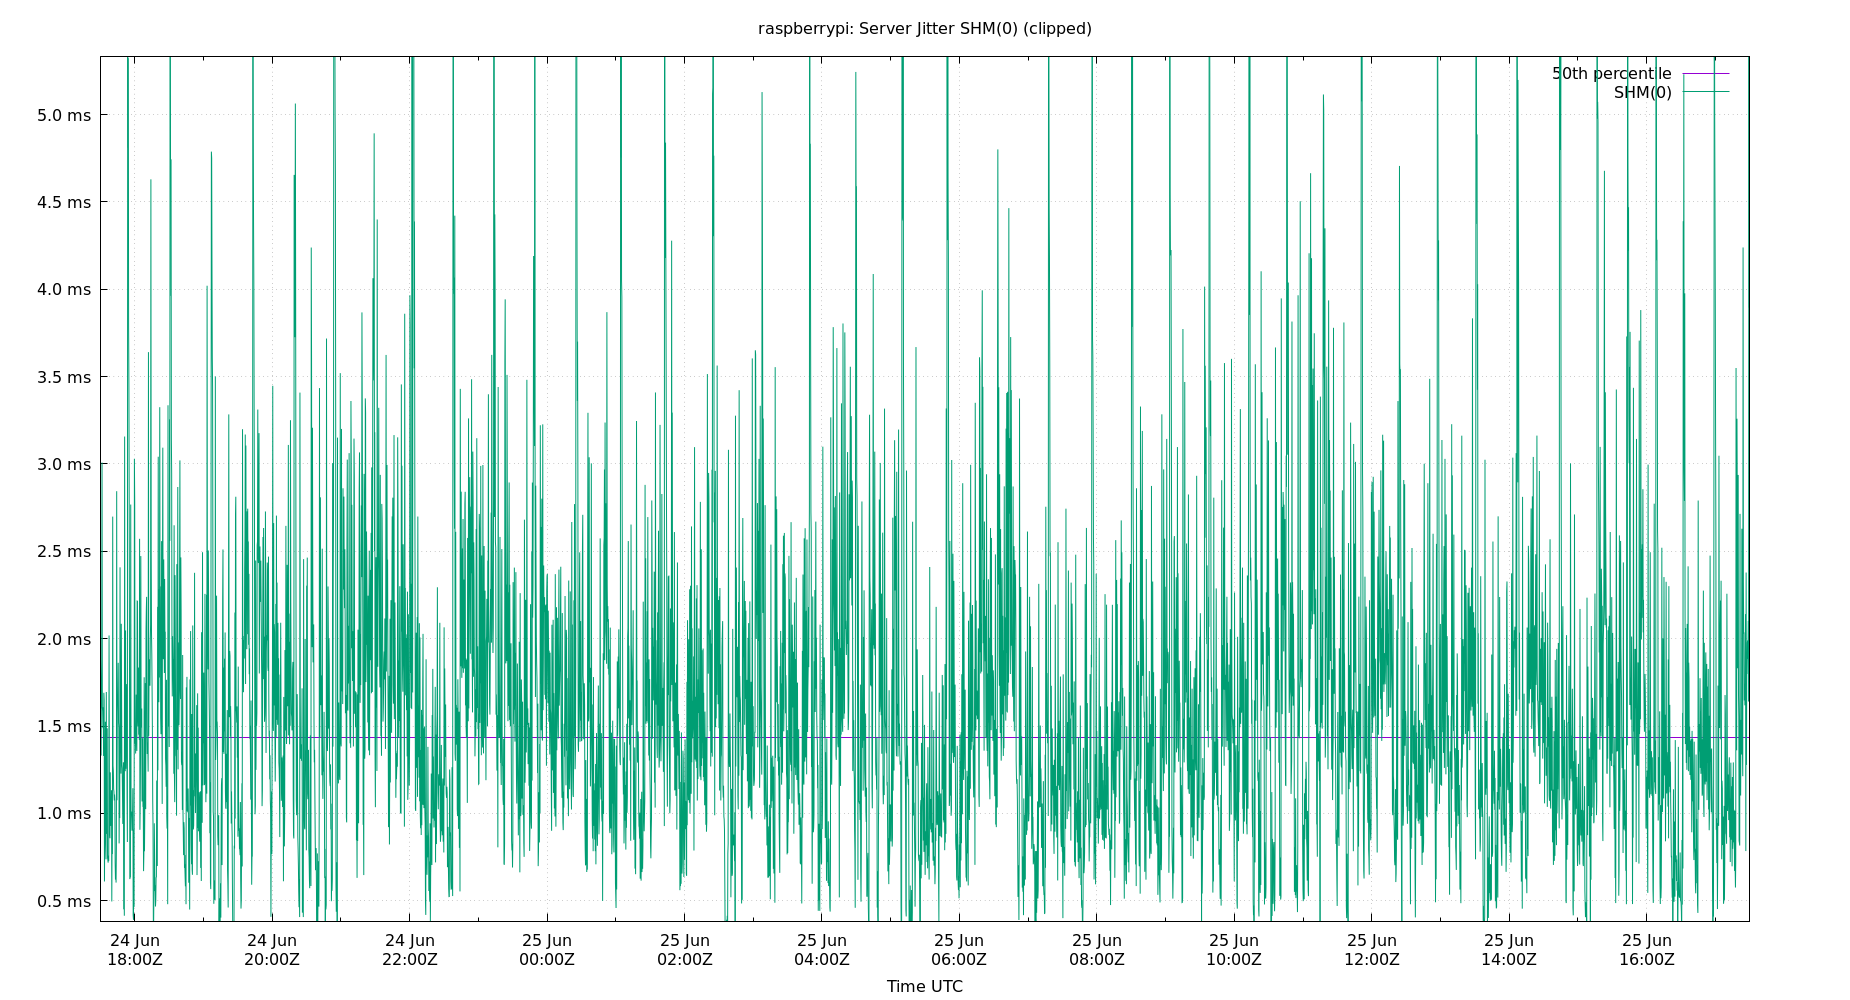 raspberrypi: Server Jitter SHM(0) (clipped)
50th percentile
SHM(0)
5.0 ms
4.5 ms
4.0 ms
3.5 ms
3.0 ms
2.5 ms
2.0 ms
1.5 ms
1.0 ms
0.5 ms
24 Jun 24 Jun 24 Jun 25 Jun 25 Jun 25 Jun 25 Jun 25 Jun 25 Jun 25 Jun 25 Jun 25 Jun
18:00Z 20:00Z 22:00Z 00:00Z 02:00Z 04:00Z 06:00Z 08:00Z 10:00Z 12:00Z 14:00Z 16:00Z
Time UTC